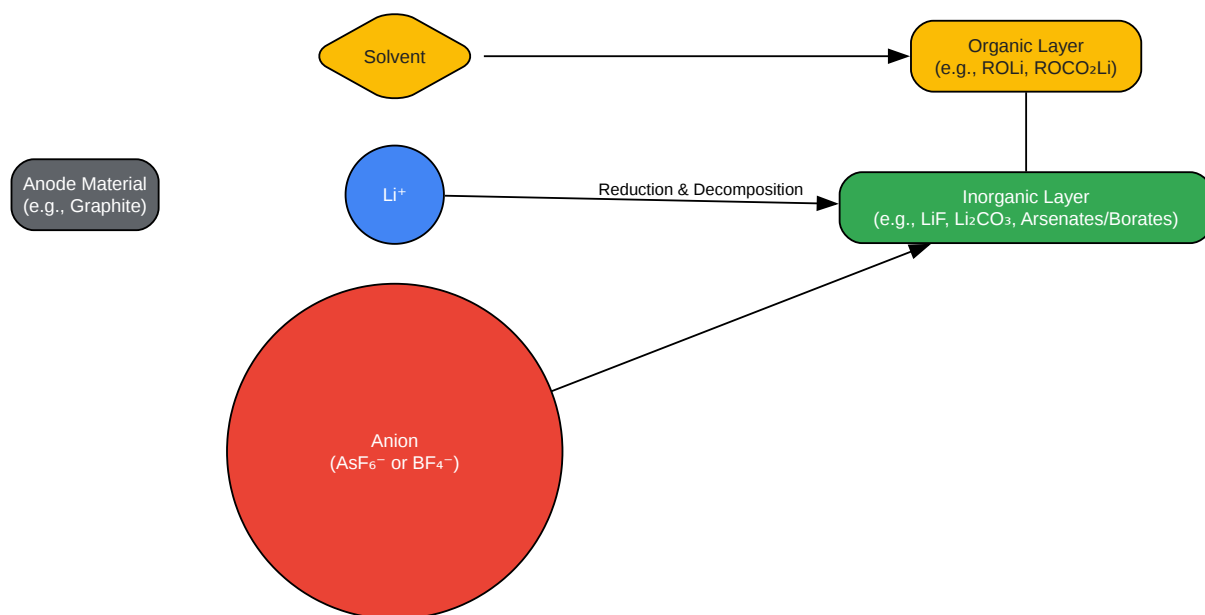 Solvent
Organic Layer
(e.g., ROLi, ROCO₂Li)
Anode Material
(e.g., Graphite)
Li⁺
Reduction & Decomposition
Inorganic Layer
(e.g., LiF, Li₂CO₃, Arsenates/Borates)
Anion
(AsF₆⁻ or BF₄⁻)